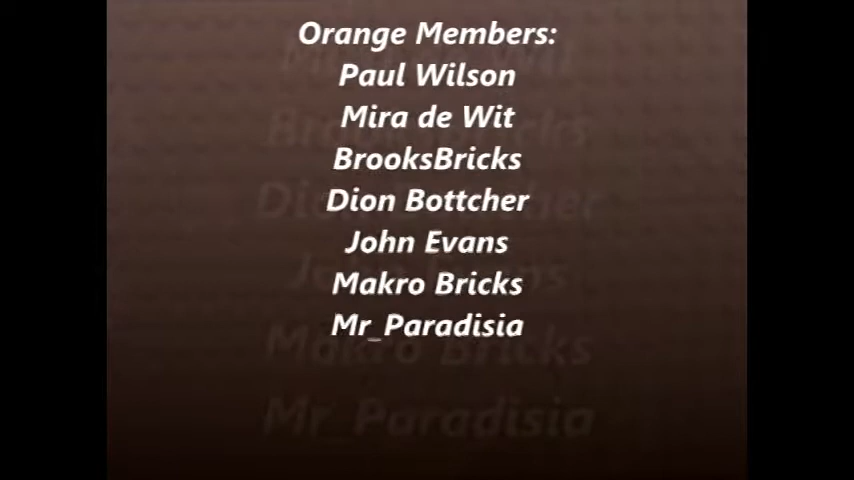 Orange Members:
Paul Wilson
Mira de Wit
BrooksBricks
Dion Bottcher
John Evans
Makro Bricks
Mr_Paradisia